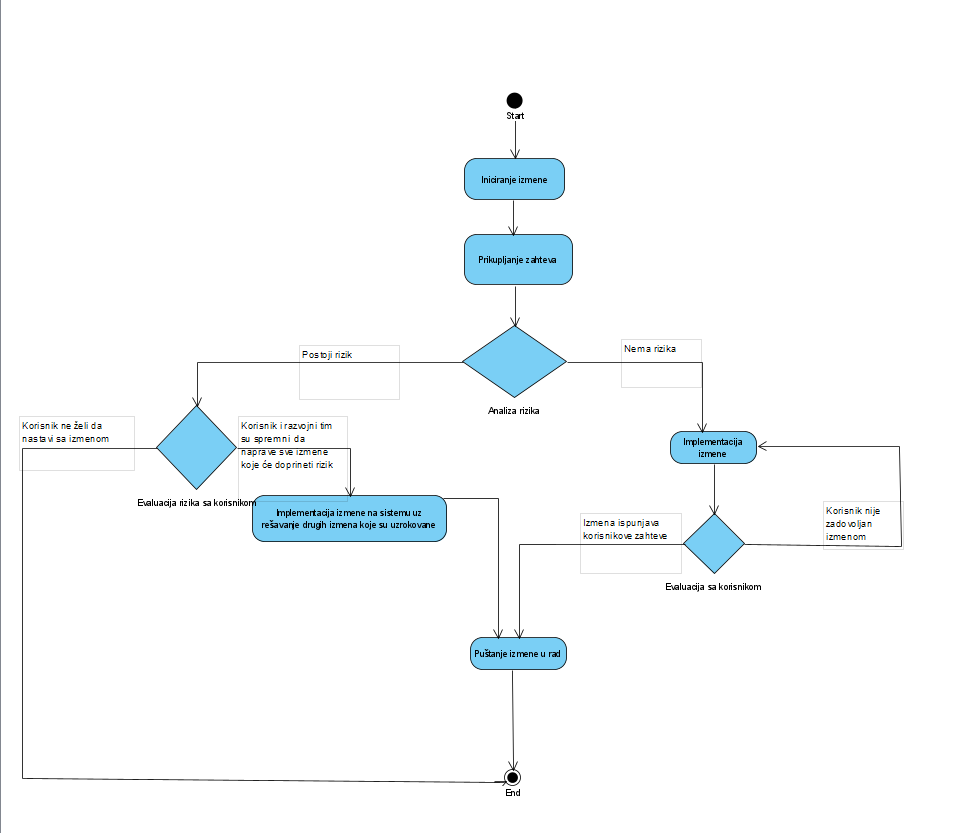 Start
Iniciranje izmene
Prikupljanje zahteva
Postoji rizik
Nema rizika
Analiza rizika
Korisnik ne želi da
nastavi sa izmenom
Korisnik i razvojni tim
su spremni da
naprave sve izmene
koje će doprineti rizik
Implementacija
izmene
Evaluacija rizika sa korisnikom
Implementacija izmene na sistemu uz
rešavanje drugih izmena koje su uzrokovane
Izmena ispunjava
korisnikove zahteve
Korisnik nije
zadovoljan
izmenom
Evaluacija sa korisnikom
Puštanje izmene u rad
End